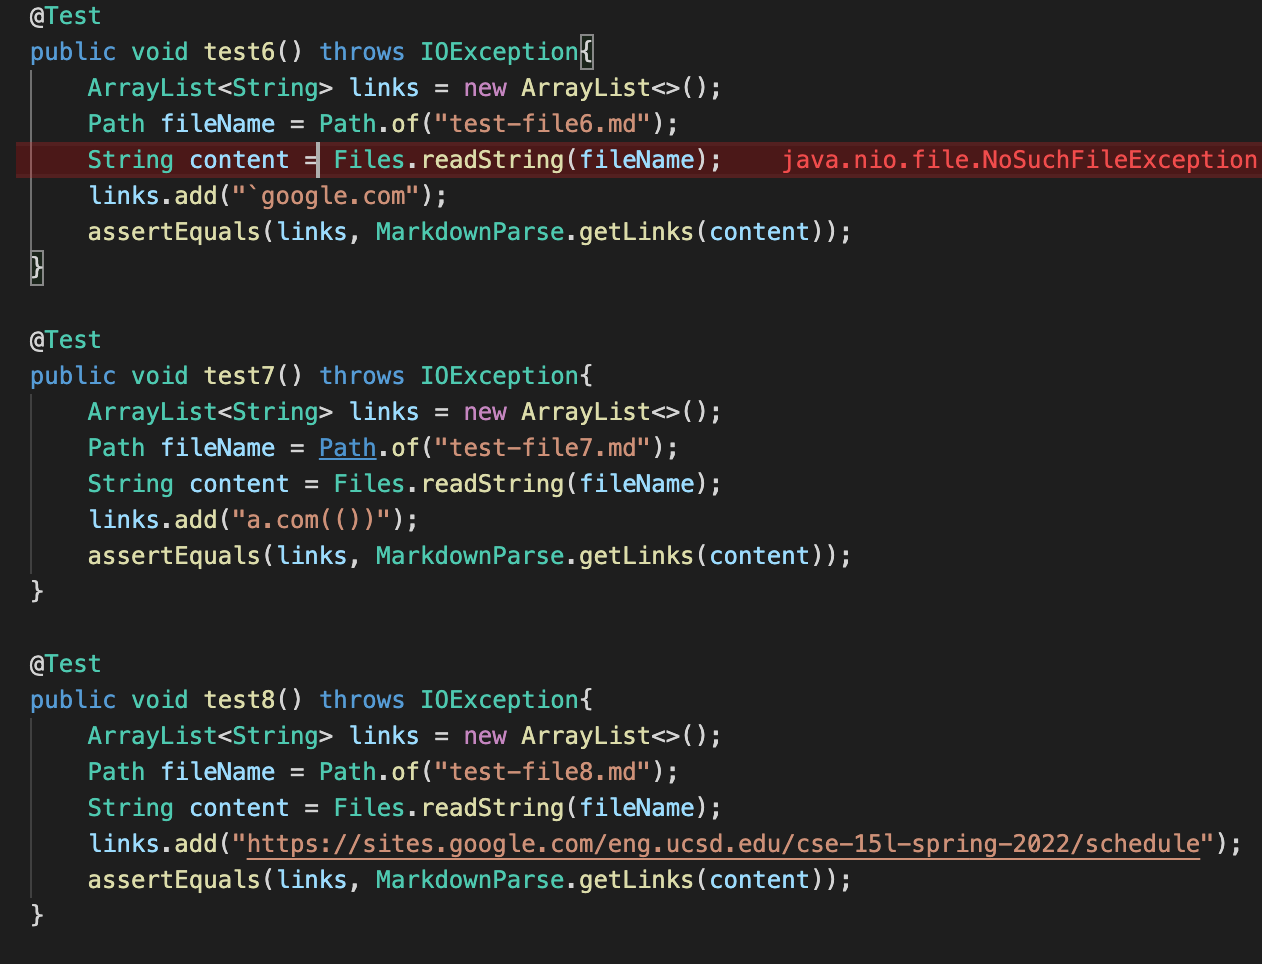 @Test
public void test6() throws IOException{
    ArrayList<String> links = new ArrayList<>();
    Path fileName = Path.of("test-file6.md");
    String content = Files.readString(fileName);    java.nio.file.NoSuchFileException
    links.add("`google.com");
    assertEquals(links, MarkdownParse.getLinks(content));
}
@Test
public void test7() throws IOException{
    ArrayList<String> links = new ArrayList<>();
    Path fileName = Path.of("test-file7.md");
    String content = Files.readString(fileName);
    links.add("a.com(())");
    assertEquals(links, MarkdownParse.getLinks(content));
}
@Test
public void test8() throws IOException{
    ArrayList<String> links = new ArrayList<>();
    Path fileName = Path.of("test-file8.md");
    String content = Files.readString(fileName);
    links.add("https://sites.google.com/eng.ucsd.edu/cse-15l-spring-2022/schedule");
    assertEquals(links, MarkdownParse.getLinks(content));
}